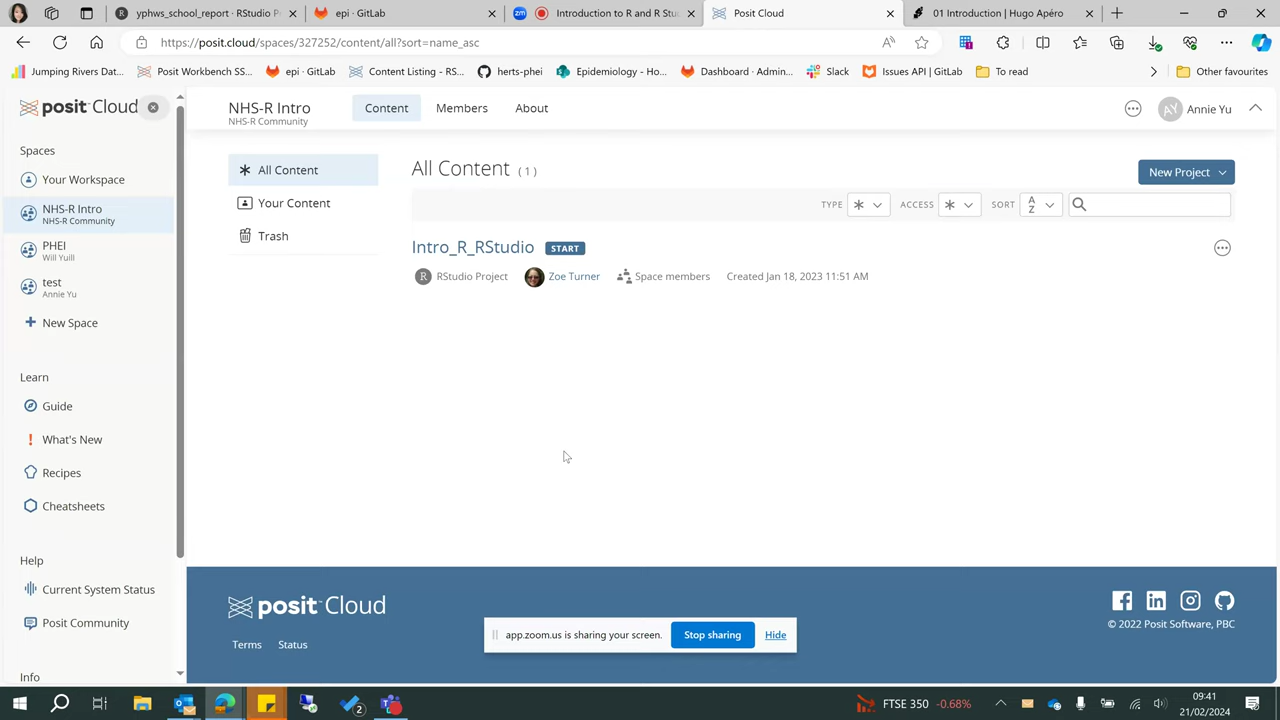 yphws_school_report - RStudio P
epi · GitLab
Introduction to R and R Stu
Posit Cloud
01 Introduction | Hugo Apéro
https://posit.cloud/spaces/327252/content/all?sort=name_asc
Jumping Rivers Dat...
Posit Workbench SS...
epi · GitLab
Content Listing - RS...
herts-phei
Epidemiology - Ho...
Dashboard · Admin...
Slack
Issues API | GitLab
To read
Other favourites
posit Cloud
NHS-R Intro
NHS-R Community
Content
Members
About
AY
Annie Yu
Spaces
Your Workspace
NHS-R Intro
NHS-R Community
PHEI
Will Yuill
test
Annie Yu
New Space
Learn
Guide
What's New
Recipes
Cheatsheets
Help
Current System Status
Posit Community
Info
All Content
Your Content
Trash
All Content (1)
New Project
TYPE
ACCESS
SORT
A
Z
Intro_R_RStudio START
R RStudio Project Zoe Turner Space members Created Jan 18, 2023 11:51 AM
posit Cloud
Terms Status
© 2022 Posit Software, PBC
app.zoom.us is sharing your screen. Stop sharing Hide
2
FTSE 350 -0.68%
09:41
21/02/2024